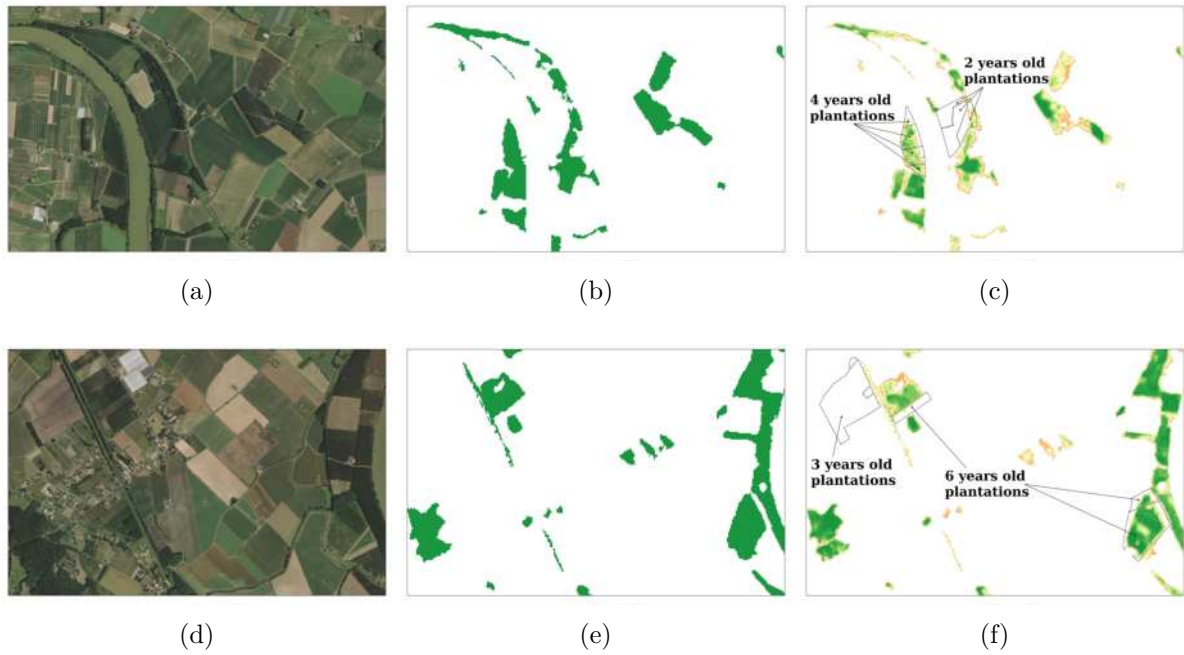 2 years old
plantations
4 years old
plantations
(a)
(b)
(c)
3 years old
plantations
6 years old
plantations
(d)
(e)
(f)